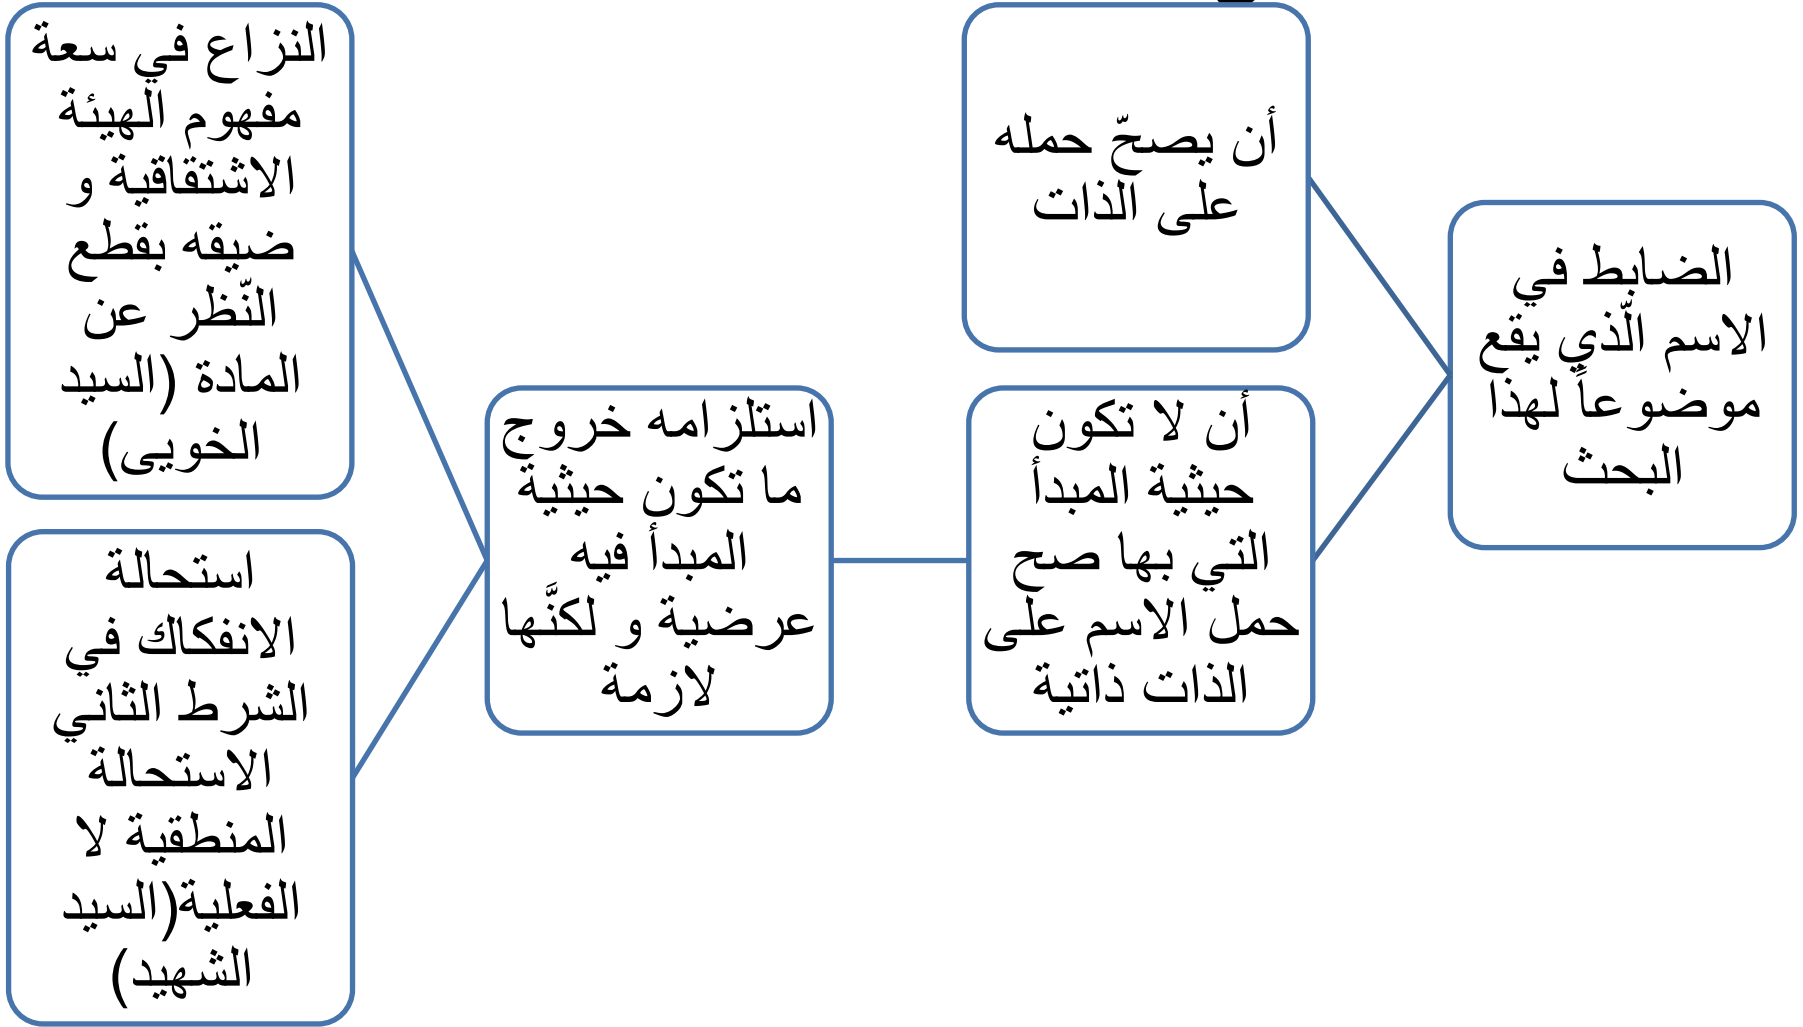 الضابط في
الاسم الّذي يقع
موضوعاً لهذا
البحث
أن يصحّ حمله
على الذات
أن لا تكون
حيثية المبدأ
التي بها صح
حمل الاسم على
الذات ذاتية
استلزامه خروج
ما تكون حيثية
المبدأ فيه
عرضية و لكنَّها
لازمة
النزاع في سعة
مفهوم الهيئة
الاشتقاقية و
ضيقه بقطع
النّظر عن
المادة (السيد
الخويى)
استحالة
الانفكاك في
الشرط الثاني
الاستحالة
المنطقية لا
الفعلية(السيد
الشهيد)